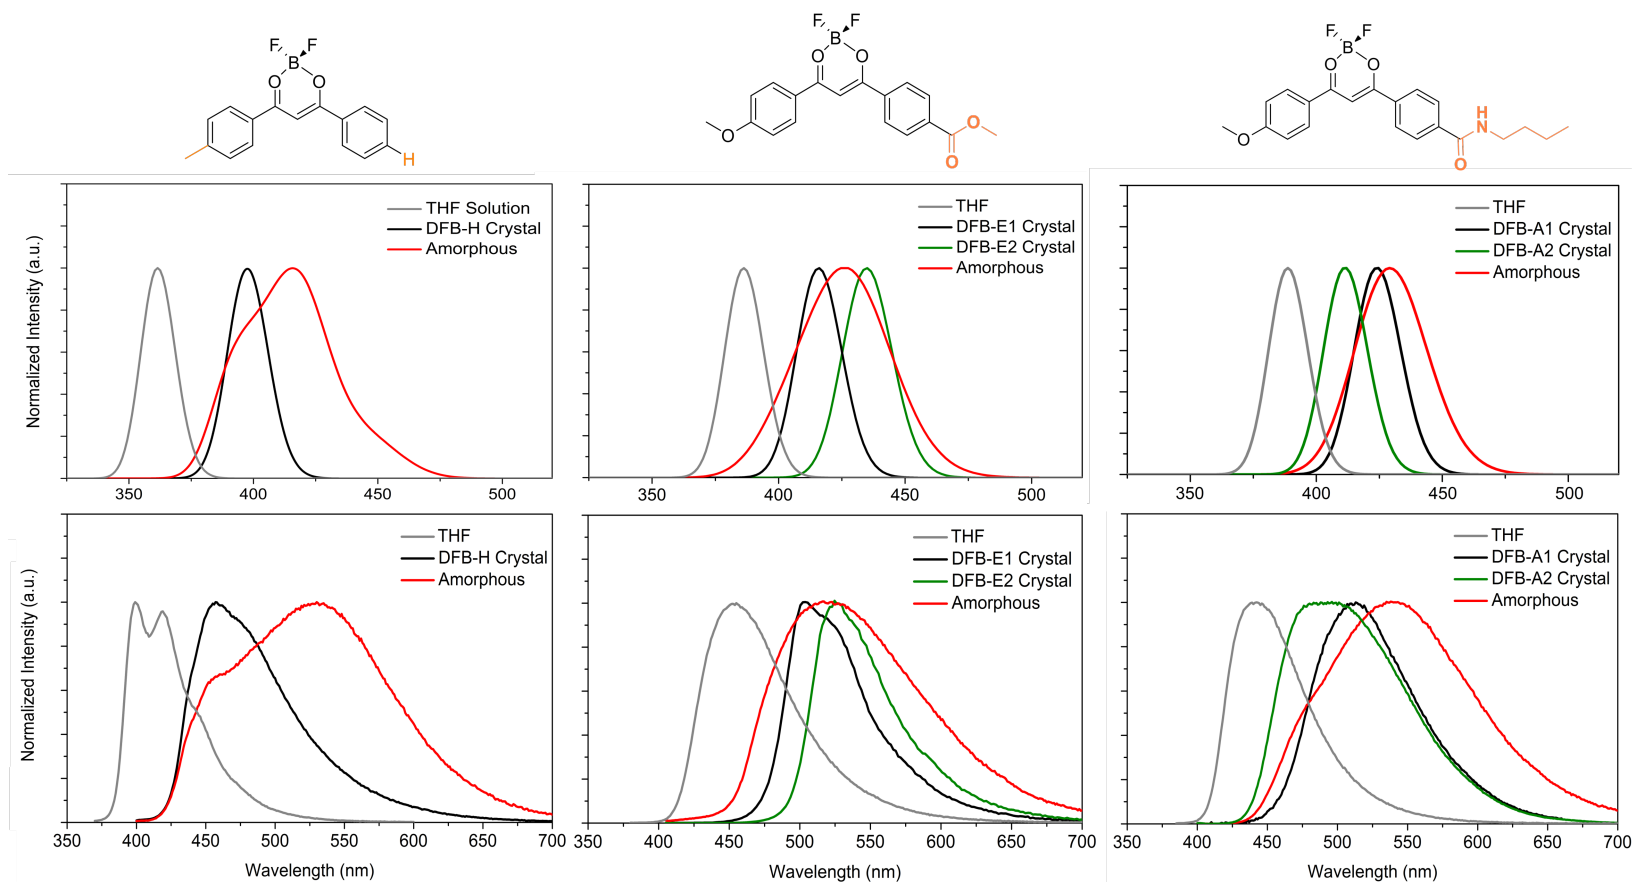 F F
B
O O
H
F F
B
O O
O
O
O
F F
B
O O
O
H
N
O
Normalized Intensity (a.u.)
THF Solution
DFB-H Crystal
Amorphous
350 400 450 500
THF
DFB-E1 Crystal
DFB-E2 Crystal
Amorphous
350 400 450 500
THF
DFB-A1 Crystal
DFB-A2 Crystal
Amorphous
350 400 450 500
Normalized Intensity (a.u.)
THF
DFB-H Crystal
Amorphous
350 400 450 500 550 600 650 700
Wavelength (nm)
THF
DFB-E1 Crystal
DFB-E2 Crystal
Amorphous
350 400 450 500 550 600 650 700
Wavelength (nm)
THF
DFB-A1 Crystal
DFB-A2 Crystal
Amorphous
350 400 450 500 550 600 650 700
Wavelength (nm)